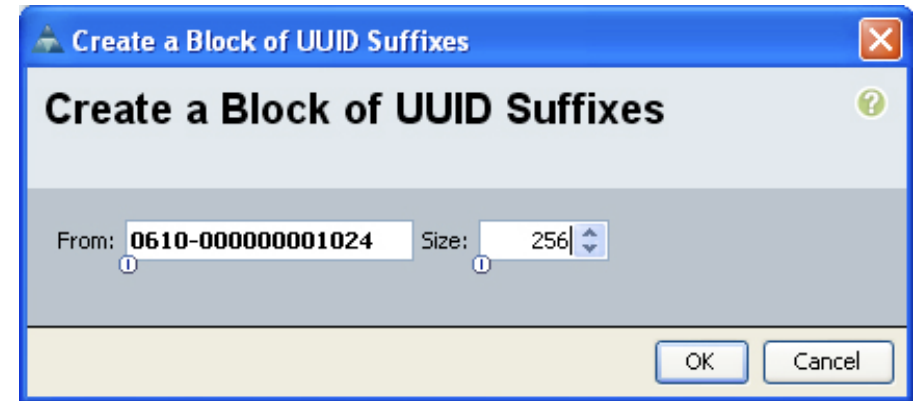 Create a Block of UUID Suffixes
Create a Block of UUID Suffixes
From: 0610-000000001024 Size: 256
OK Cancel